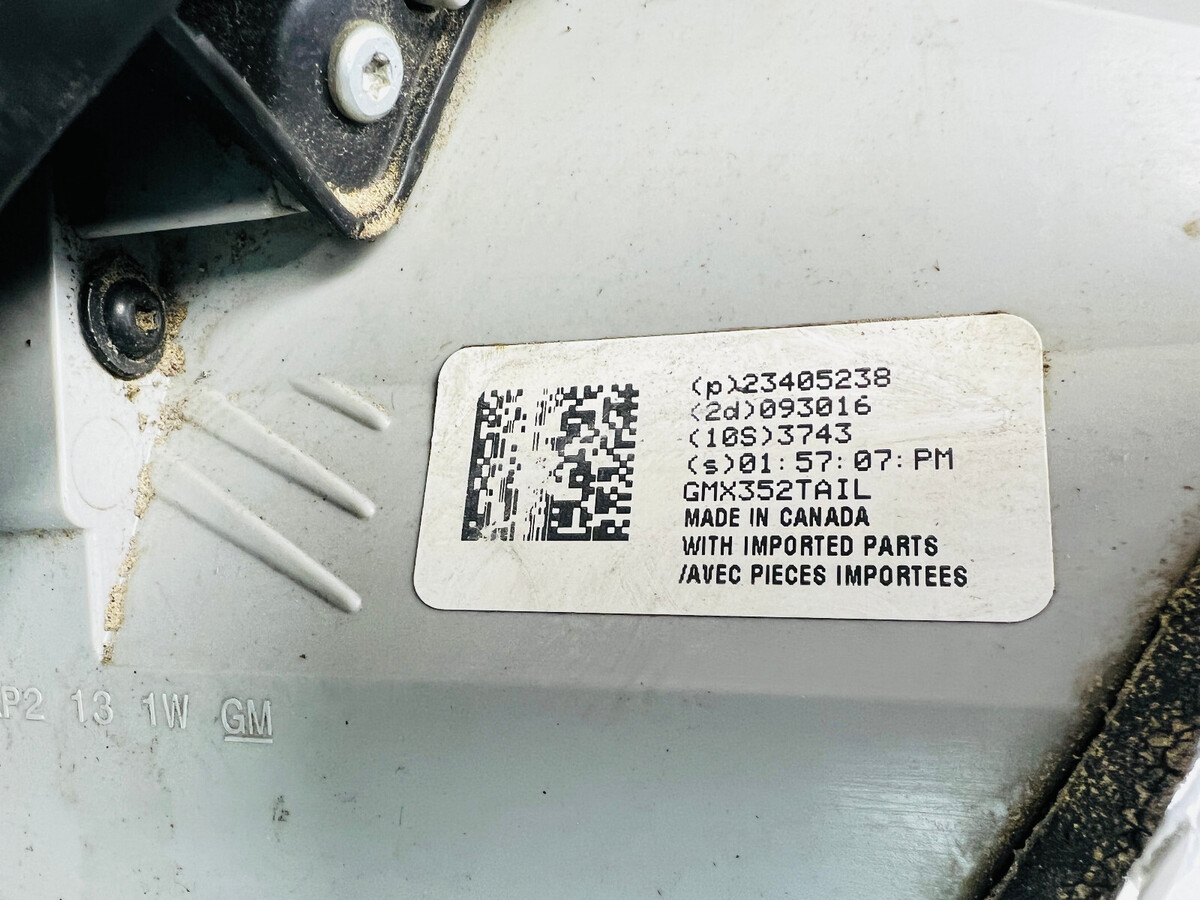 (p)23405238
(2d)093016
(10S)3743
(s)01:57:07:PM
GMX352TAIL
MADE IN CANADA
WITH IMPORTED PARTS
/AVEC PIECES IMPORTEES
P2 13 1W GM